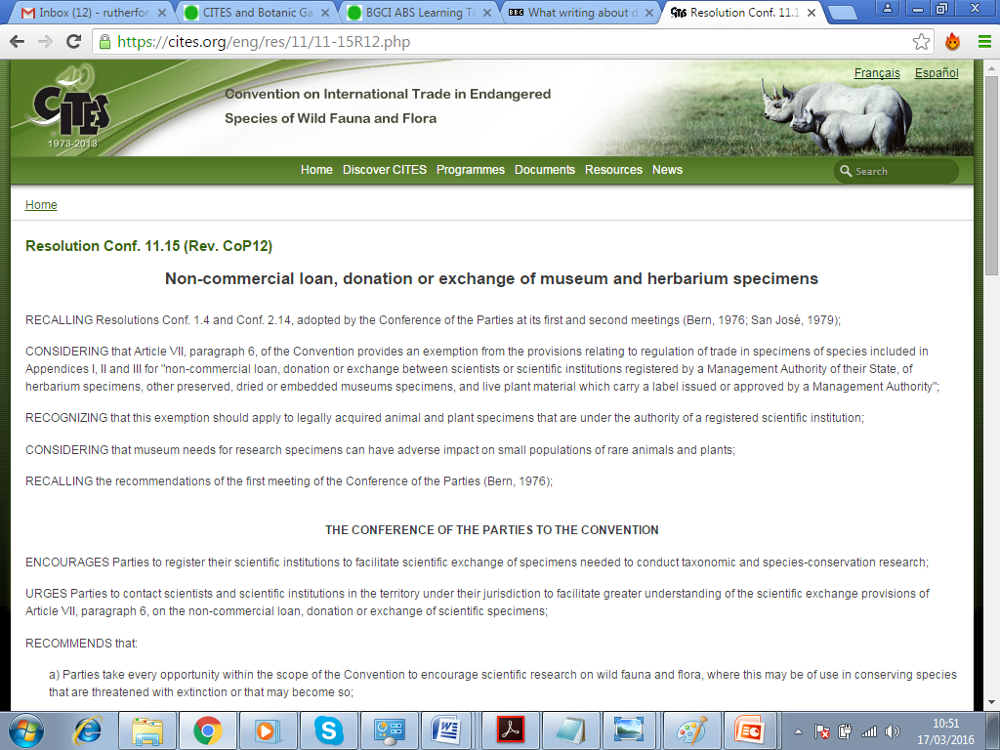 Inbox (12) - rutherfor
CITES and Botanic Ga
BGCI ABS Learning To
BBC What writing about d
CITES Resolution Conf. 11.1
https://cites.org/eng/res/11/11-15R12.php
Français Español
40
CITES
1973-2013
Convention on International Trade in Endangered
Species of Wild Fauna and Flora
Home Discover CITES Programmes Documents Resources News
Search
Home
Resolution Conf. 11.15 (Rev. CoP12)
Non-commercial loan, donation or exchange of museum and herbarium specimens
RECALLING Resolutions Conf. 1.4 and Conf. 2.14, adopted by the Conference of the Parties at its first and second meetings (Bern, 1976; San José, 1979);
CONSIDERING that Article VII, paragraph 6, of the Convention provides an exemption from the provisions relating to regulation of trade in specimens of species included in
Appendices I, II and III for "non-commercial loan, donation or exchange between scientists or scientific institutions registered by a Management Authority of their State, of
herbarium specimens, other preserved, dried or embedded museums specimens, and live plant material which carry a label issued or approved by a Management Authority";
RECOGNIZING that this exemption should apply to legally acquired animal and plant specimens that are under the authority of a registered scientific institution;
CONSIDERING that museum needs for research specimens can have adverse impact on small populations of rare animals and plants;
RECALLING the recommendations of the first meeting of the Conference of the Parties (Bern, 1976);
THE CONFERENCE OF THE PARTIES TO THE CONVENTION
ENCOURAGES Parties to register their scientific institutions to facilitate scientific exchange of specimens needed to conduct taxonomic and species-conservation research;
URGES Parties to contact scientists and scientific institutions in the territory under their jurisdiction to facilitate greater understanding of the scientific exchange provisions of
Article VII, paragraph 6, on the non-commercial loan, donation or exchange of scientific specimens;
RECOMMENDS that:
a) Parties take every opportunity within the scope of the Convention to encourage scientific research on wild fauna and flora, where this may be of use in conserving species
that are threatened with extinction or that may become so;
10:51
17/03/2016